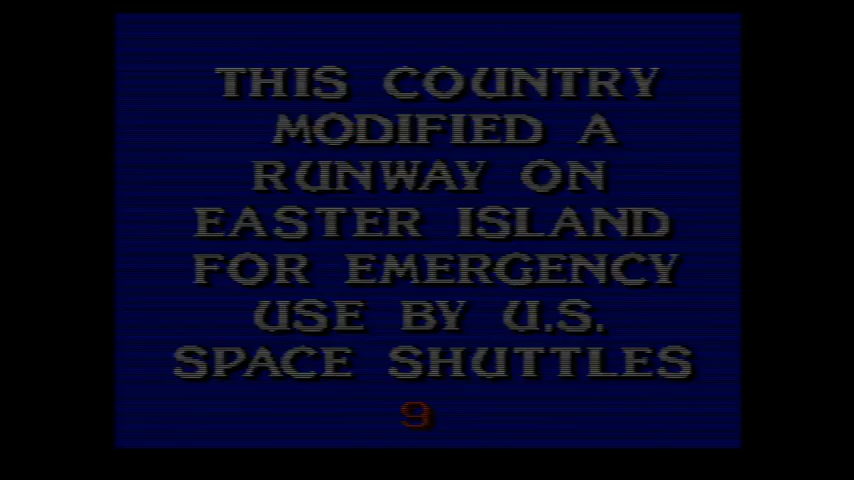 THIS COUNTRY
MODIFIED A
RUNWAY ON
EASTER ISLAND
FOR EMERGENCY
USE BY U.S.
SPACE SHUTTLES
9